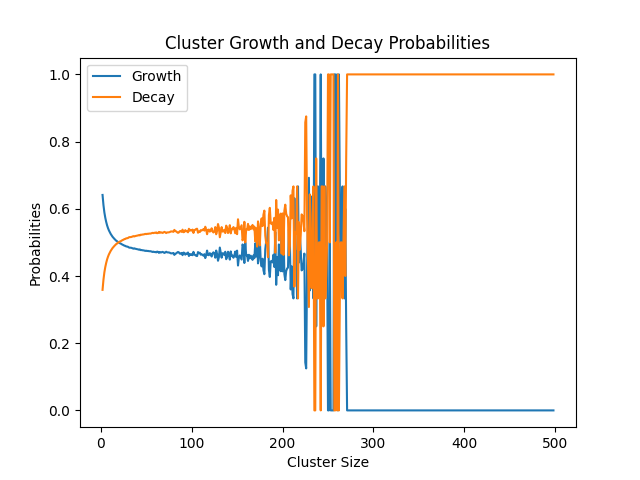 Cluster Growth and Decay Probabilities
Growth
Decay
1.0
0.8
0.6
0.4
0.2
0.0
Probabilities
0
100
200
300
400
500
Cluster Size